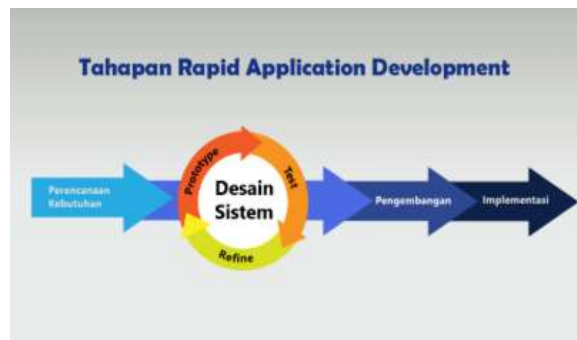 Tahapan Rapid Application Development
Perencanaan
Kebutuhan
Prototype
Test
Refine
Desain
Sistem
Pengembangan
Implementasi